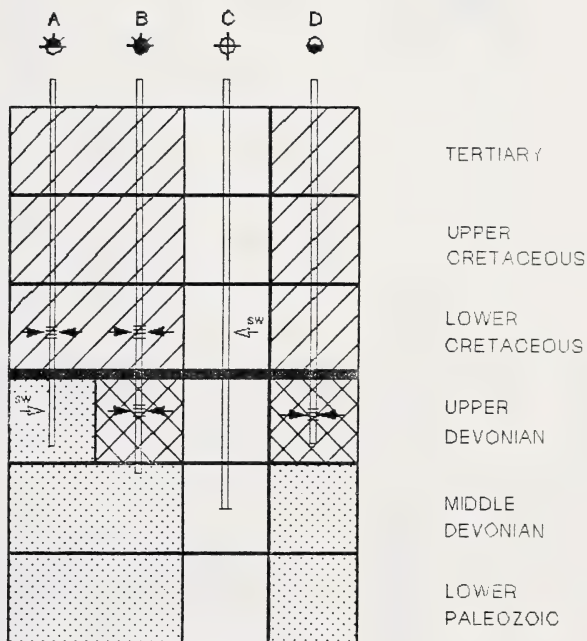 A B C D
TERTIARY
UPPER
CRETACEOUS
SW
LOWER
CRETACEOUS
SW
UPPER
DEVONIAN
MIDDLE
DEVONIAN
LOWER
PALEOZOIC